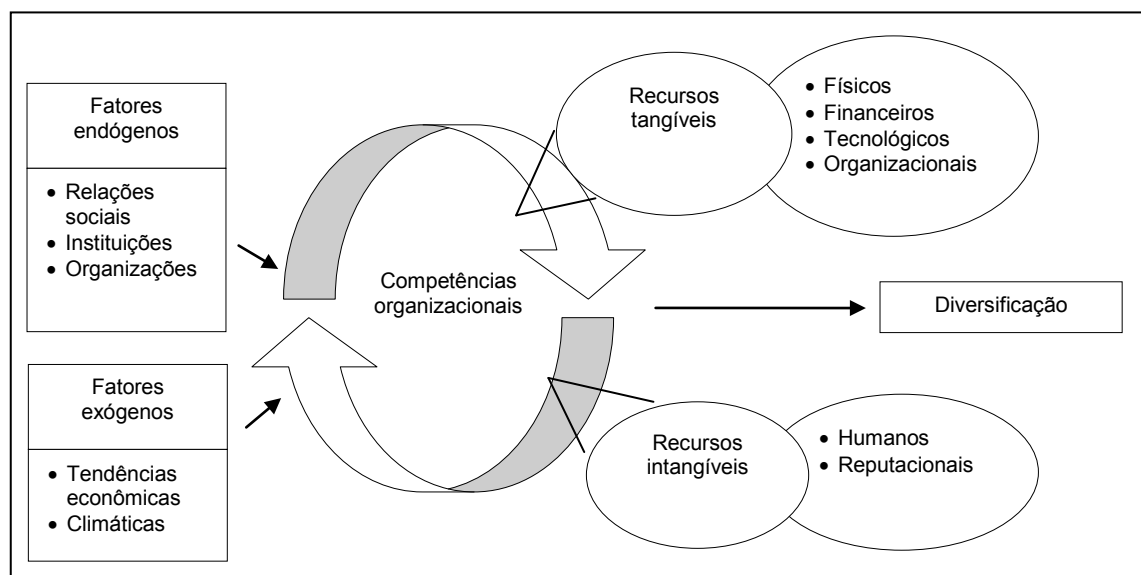 Fatores
endógenos
• Relações
sociais
• Instituições
• Organizações
Fatores
exógenos
• Tendências
econômicas
• Climáticas
Competências
organizacionais
Recursos
tangíveis
• Físicos
• Financeiros
• Tecnológicos
• Organizacionais
Recursos
intangíveis
• Humanos
• Reputacionais
Diversificação